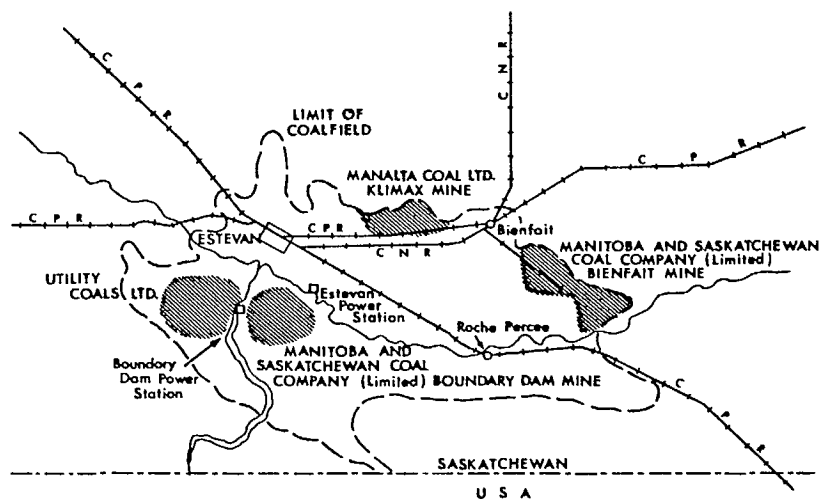 C P R
C N R
LIMIT OF
COALFIELD
C P R
MANALTA COAL LTD.
KLIMAX MINE
C P R
ESTEVAN
C P R
Bienfait
C N R
MANITOBA AND SASKATCHEWAN
COAL COMPANY (Limited)
BIENFAIT MINE
UTILITY
COALS LTD.
Estevan
Power
Station
Roche Percee
Boundary
Dam Power
Station
MANITOBA AND
SASKATCHEWAN COAL
COMPANY (Limited) BOUNDARY DAM MINE
C P R
SASKATCHEWAN
U S A